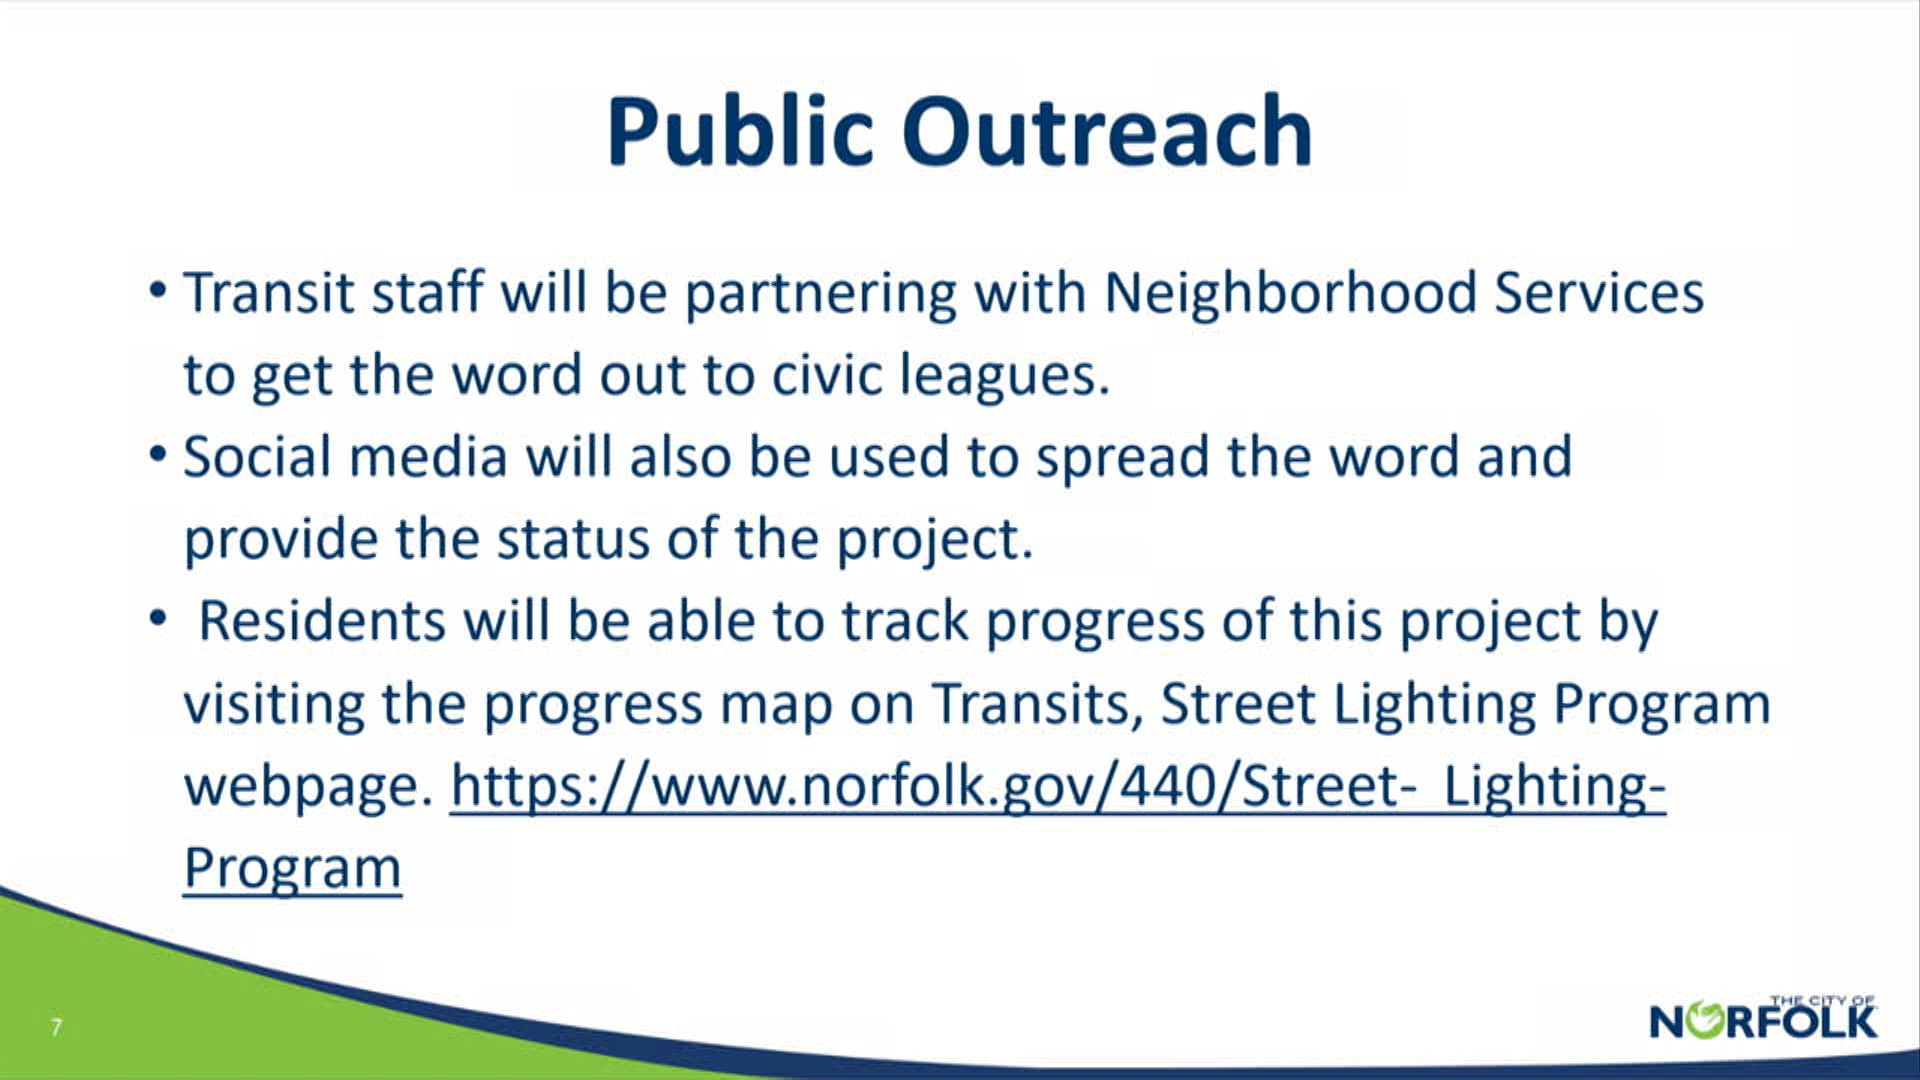 Public Outreach
• Transit staff will be partnering with Neighborhood Services
to get the word out to civic leagues.
• Social media will also be used to spread the word and
provide the status of the project.
• Residents will be able to track progress of this project by
visiting the progress map on Transits, Street Lighting Program
webpage. https://www.norfolk.gov/440/Street- Lighting-
Program
7
THE CITY OF
NORFOLK